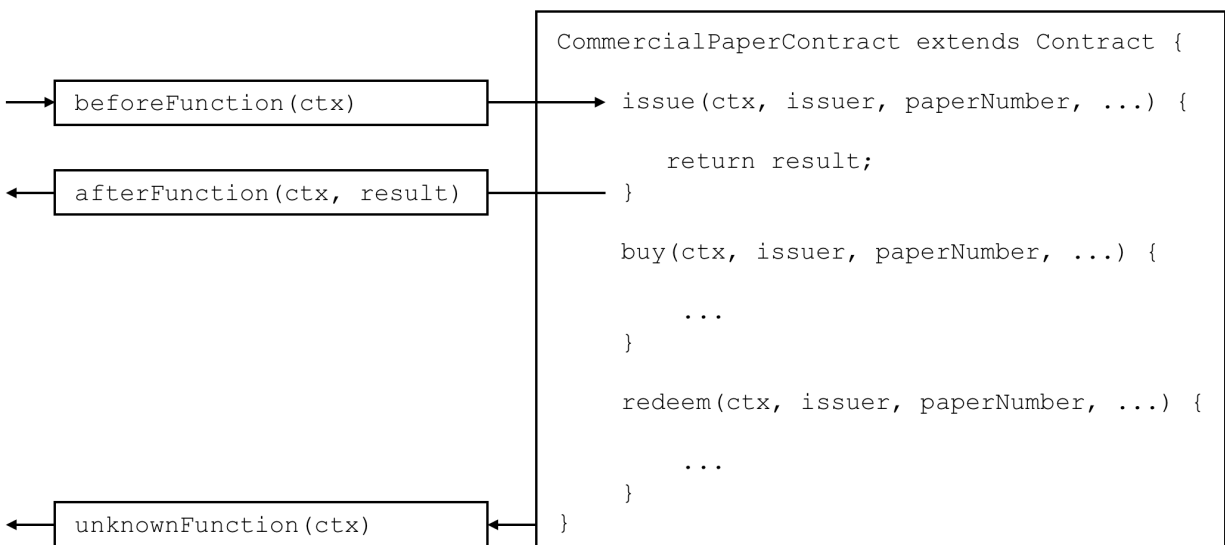 CommercialPaperContract extends Contract {
beforeFunction(ctx)
issue(ctx, issuer, paperNumber, ...) {
return result;
afterFunction(ctx, result)
}
buy(ctx, issuer, paperNumber, ...) {
...
}
redeem(ctx, issuer, paperNumber, ...) {
...
}
unknownFunction(ctx)
}